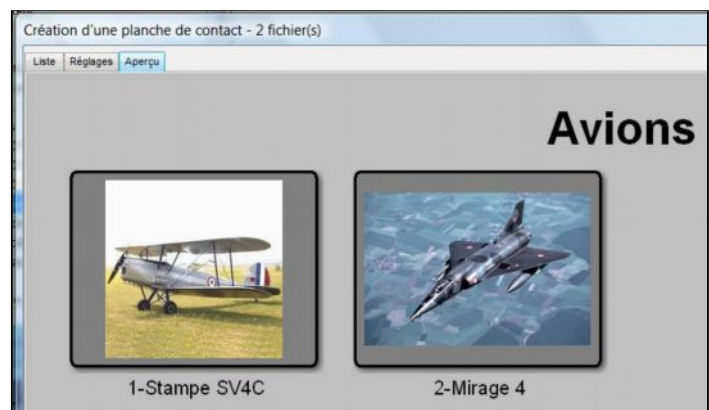 Création d'une planche de contact - 2 fichier(s)
Liste Réglages Aperçu
Avions
1-Stampe SV4C
2-Mirage 4